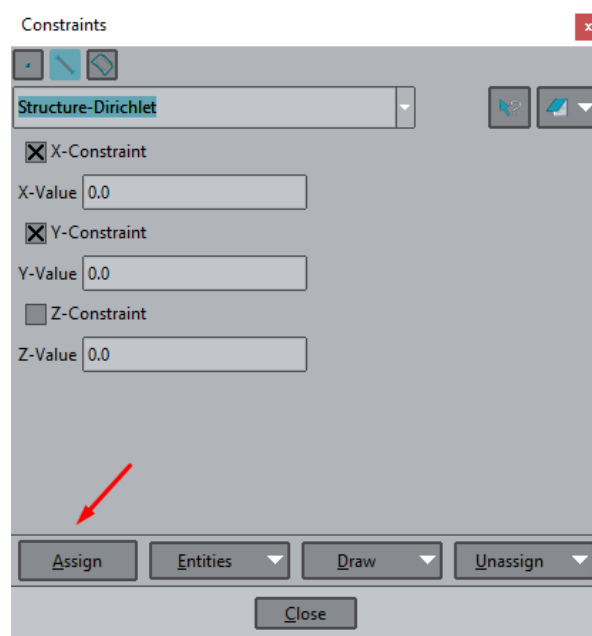 Constraints
Structure-Dirichlet
X-Constraint
X-Value 0.0
Y-Constraint
Y-Value 0.0
Z-Constraint
Z-Value 0.0
Assign Entities Draw Unassign
Close